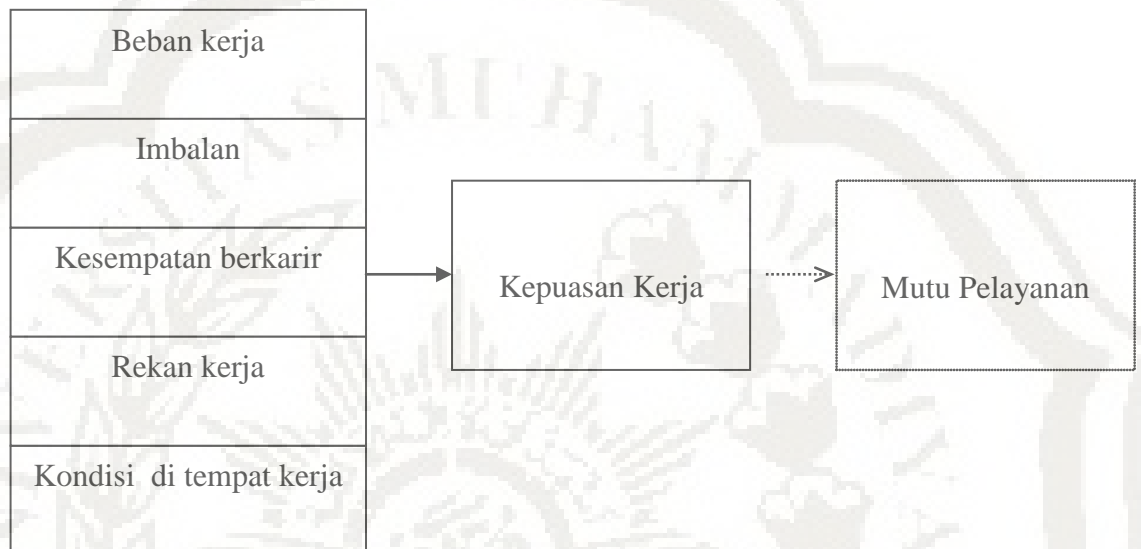 Beban kerja
Imbalan
Kesempatan berkarir
Rekan kerja
Kondisi di tempat kerja
Kepuasan Kerja
Mutu Pelayanan